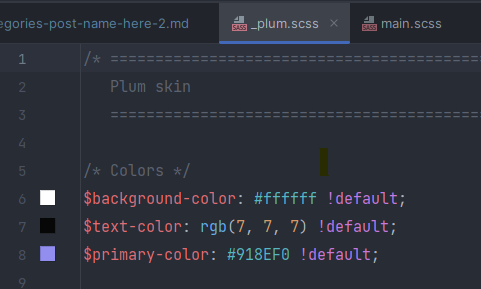 egories-post-name-here-2.md _plum.scss × main.scss
1 /* ==========================================
2 Plum skin
3 ==========================================
4
5 /* Colors */
6 $background-color: #ffffff !default;
7 $text-color: rgb(7, 7, 7) !default;
8 $primary-color: #918EF0 !default;
9